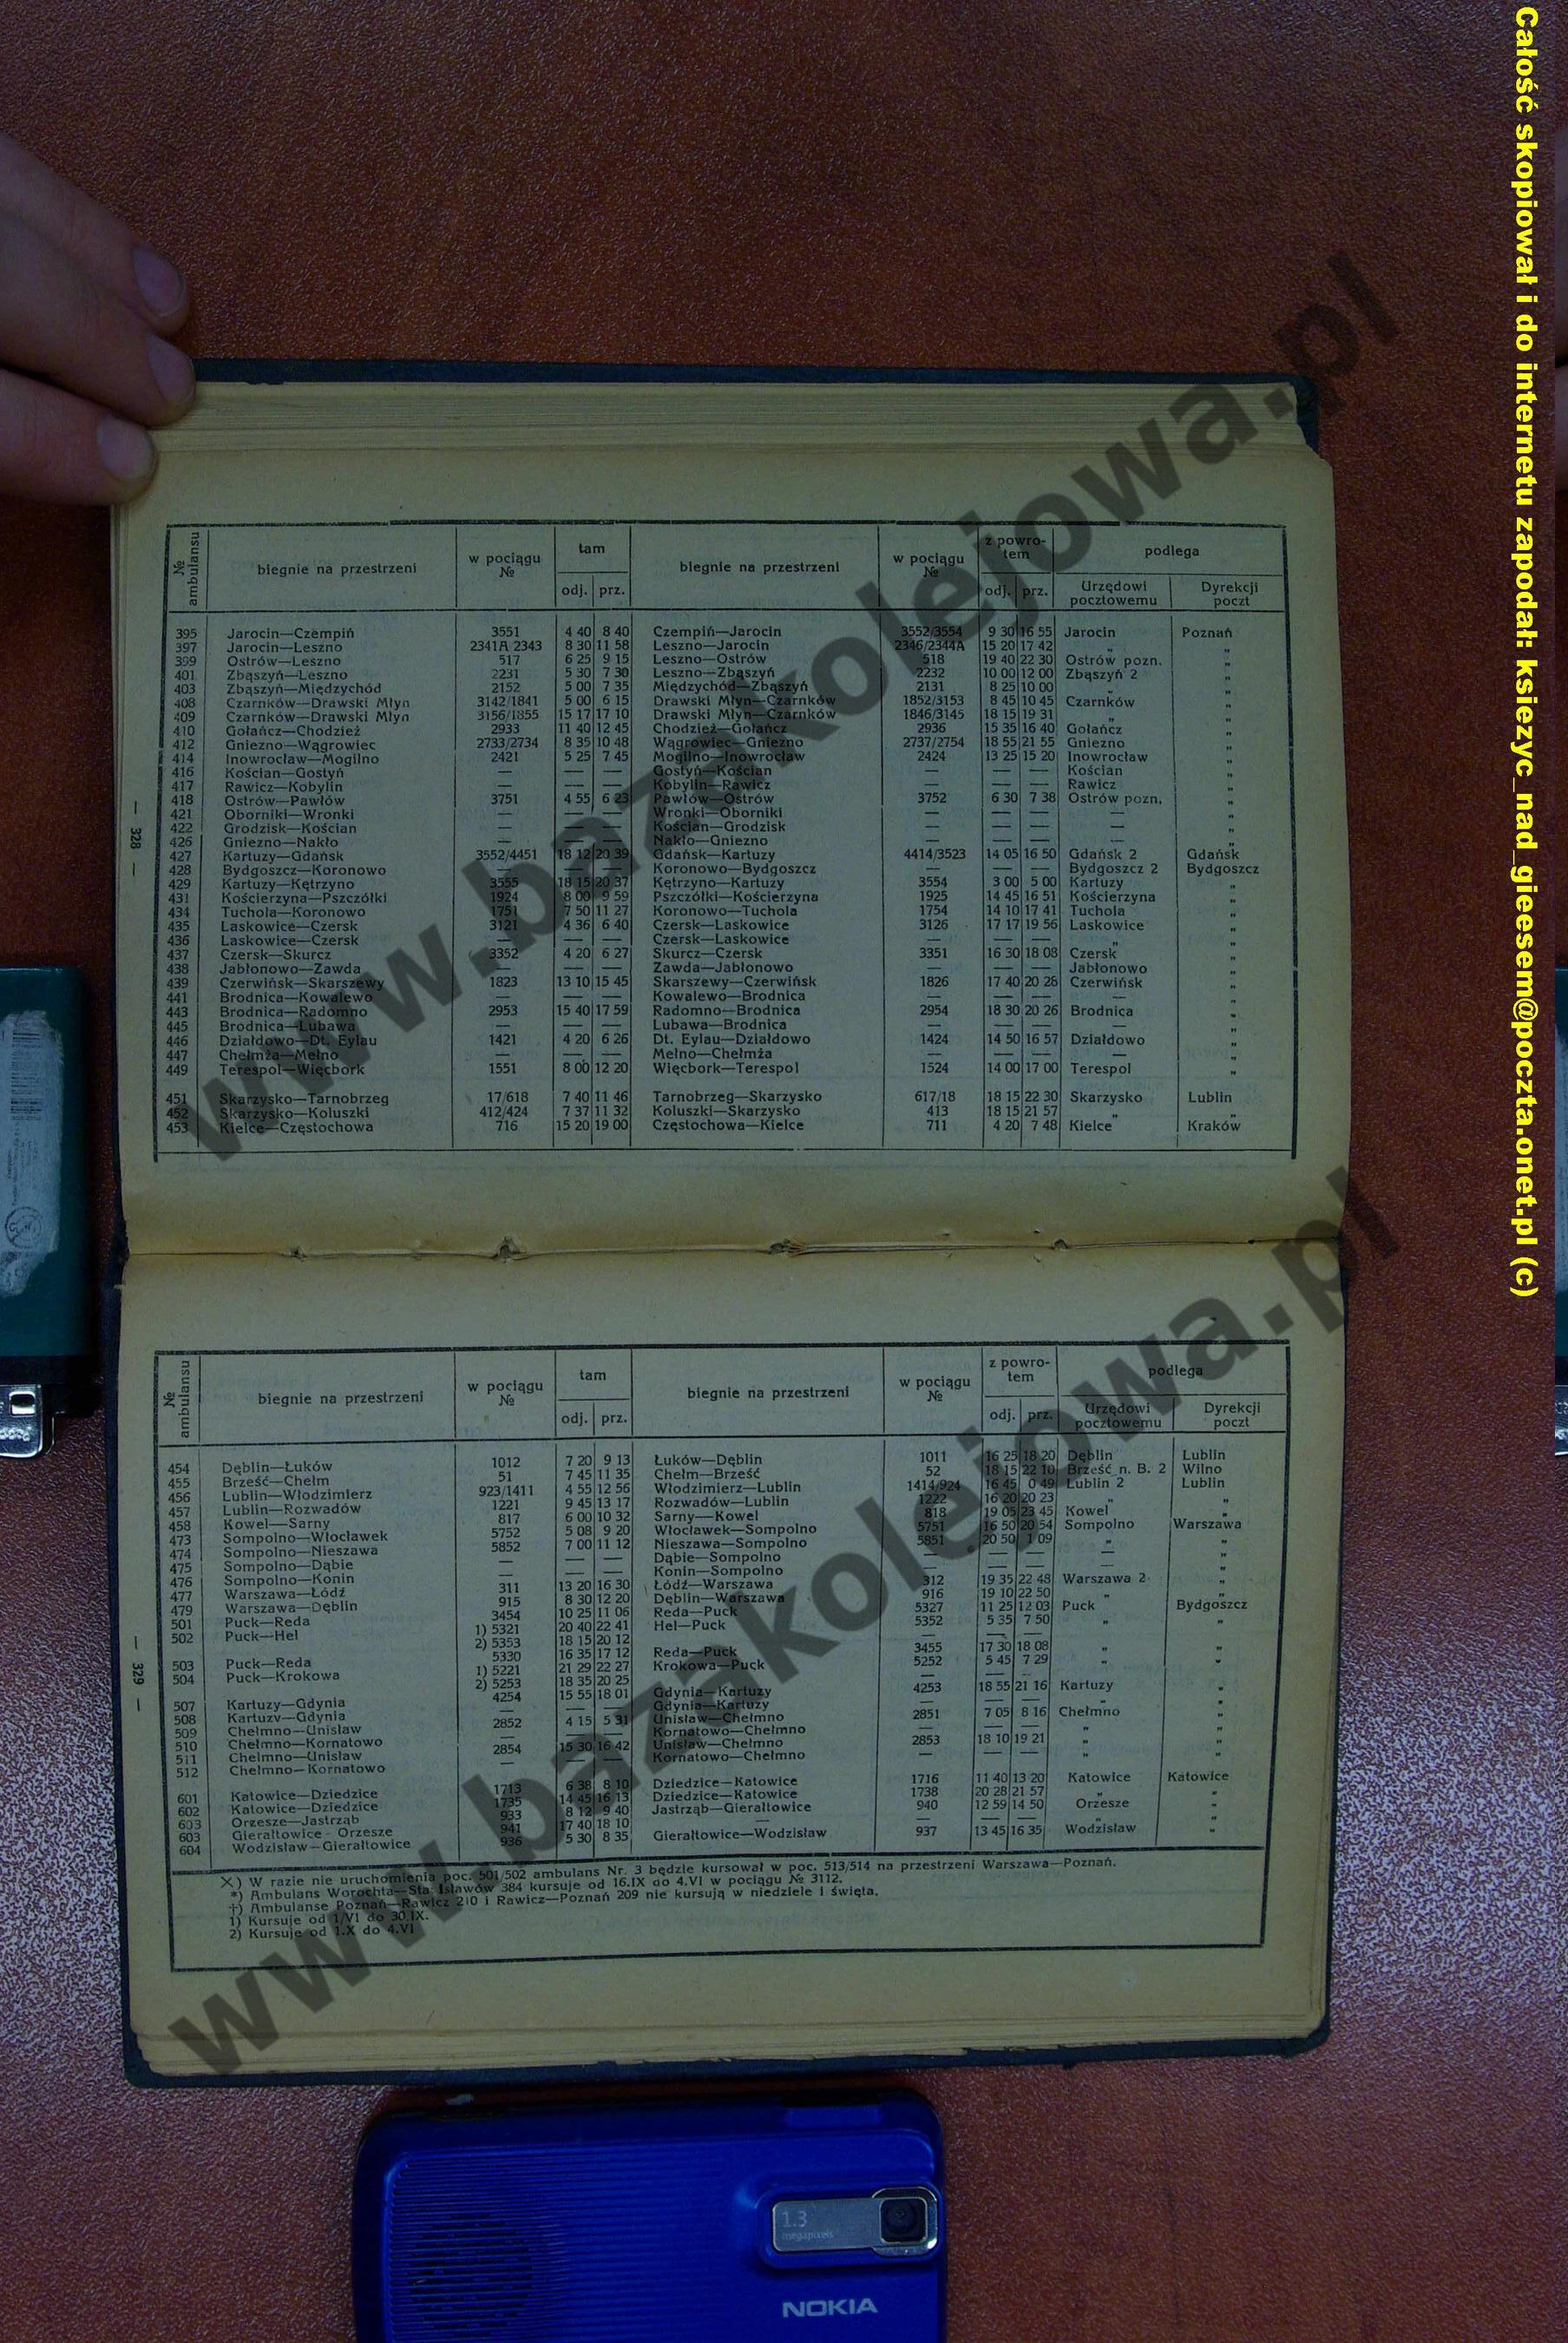 Całość skopiował i do internetu zapodał: ksiezyc_nad_gieesem@poczta.onet.pl (c)
www.bazakolejowa.pl
№ ambulansu | biegnie na przestrzeni | w pociągu № | tam odj. prz. | biegnie na przestrzeni | w pociągu № | z powrotem odj. prz. | podlega Urzędowi pocztowemu | Dyrekcji poczt
395 Jarocin—Czempiń 3551 4 40 8 40 Czempiń—Jarocin 3552/3554 9 30 16 55 Jarocin Poznań
397 Jarocin—Leszno 2341A 2343 8 30 11 58 Leszno—Jarocin 2346/2344A 15 20 17 42 „ „
399 Ostrów—Leszno 517 6 25 9 15 Leszno—Ostrów 518 19 40 22 30 Ostrów pozn. „
401 Zbąszyń—Leszno 2231 5 30 7 30 Leszno—Zbąszyń 2232 10 00 12 00 Zbąszyń 2 „
403 Zbąszyń—Międzychód 2152 5 00 7 35 Międzychód—Zbąszyń 2131 8 25 10 00 „ „
408 Czarnków—Drawski Młyn 3142/1841 5 00 6 15 Drawski Młyn—Czarnków 1852/3153 8 45 10 45 Czarnków „
409 Czarnków—Drawski Młyn 3156/1855 15 17 17 10 Drawski Młyn—Czarnków 1846/3145 18 15 19 31 „ „
410 Gołańcz—Chodzież 2933 11 40 12 45 Chodzież—Gołańcz 2936 15 35 16 40 Gołańcz „
412 Gniezno—Wągrowiec 2733/2734 8 35 10 48 Wągrowiec—Gniezno 2737/2754 18 55 21 55 Gniezno „
414 Inowrocław—Mogilno 2421 5 25 7 45 Mogilno—Inowrocław 2424 13 25 15 20 Inowrocław „
416 Kościan—Gostyń — — — Gostyń—Kościan — — — Kościan „
417 Rawicz—Kobylin — — — Kobylin—Rawicz — — — Rawicz „
418 Ostrów—Pawłów 3751 4 55 6 23 Pawłów—Ostrów 3752 6 30 7 38 Ostrów pozn. „
421 Oborniki—Wronki — — — Wronki—Oborniki — — — — „
422 Grodzisk—Kościan — — — Kościan—Grodzisk — — — — „
426 Gniezno—Nakło — — — Nakło—Gniezno — — — — „
427 Kartuzy—Gdańsk 3552/4451 18 12 20 39 Gdańsk—Kartuzy 4414/3523 14 05 16 50 Gdańsk 2 Gdańsk
428 Bydgoszcz—Koronowo — — — Koronowo—Bydgoszcz — — — Bydgoszcz 2 Bydgoszcz
429 Kartuzy—Kętrzyno 3555 18 15 20 37 Kętrzyno—Kartuzy 3554 3 00 5 00 Kartuzy „
431 Kościerzyna—Pszczółki 1924 8 00 9 59 Pszczółki—Kościerzyna 1925 14 45 16 51 Kościerzyna „
434 Tuchola—Koronowo 1751 7 50 11 27 Koronowo—Tuchola 1754 14 10 17 41 Tuchola „
435 Laskowice—Czersk 3121 4 36 6 40 Czersk—Laskowice 3126 17 17 19 56 Laskowice „
436 Laskowice—Czersk — — — Czersk—Laskowice — — — „ „
437 Czersk—Skurcz 3352 4 20 6 27 Skurcz—Czersk 3351 16 30 18 08 Czersk „
438 Jabłonowo—Zawda — — — Zawda—Jabłonowo — — — Jabłonowo „
439 Czerwińsk—Skarszewy 1823 13 10 15 45 Skarszewy—Czerwińsk 1826 17 40 20 28 Czerwińsk „
441 Brodnica—Kowalewo — — — Kowalewo—Brodnica — — — — „
443 Brodnica—Radomno 2953 15 40 17 59 Radomno—Brodnica 2954 18 30 20 26 Brodnica „
445 Brodnica—Lubawa — — — Lubawa—Brodnica — — — — „
446 Działdowo—Dt. Eylau 1421 4 20 6 26 Dt. Eylau—Działdowo 1424 14 50 16 57 Działdowo „
447 Chełmża—Mełno — — — Mełno—Chełmża — — — — „
449 Terespol—Więcbork 1551 8 00 12 20 Więcbork—Terespol 1524 14 00 17 00 Terespol „
451 Skarzysko—Tarnobrzeg 17/618 7 40 11 46 Tarnobrzeg—Skarzysko 617/18 18 15 22 30 Skarzysko Lublin
452 Skarzysko—Koluszki 412/424 7 37 11 32 Koluszki—Skarzysko 413 18 15 21 57 „ „
453 Kielce—Częstochowa 716 15 20 19 00 Częstochowa—Kielce 711 4 20 7 48 Kielce Kraków
— 328 —
№ ambulansu | biegnie na przestrzeni | w pociągu № | tam odj. prz. | biegnie na przestrzeni | w pociągu № | z powrotem odj. prz. | podlega Urzędowi pocztowemu | Dyrekcji poczt
454 Dęblin—Łuków 1012 7 20 9 13 Łuków—Dęblin 1011 16 25 18 20 Dęblin Lublin
455 Brześć—Chełm 51 7 45 11 35 Chełm—Brześć 52 18 15 22 10 Brześć n. B. 2 Wilno
456 Lublin—Włodzimierz 923/1411 4 55 12 56 Włodzimierz—Lublin 1414/924 16 45 0 49 Lublin 2 Lublin
457 Lublin—Rozwadów 1221 9 45 13 17 Rozwadów—Lublin 1222 16 20 20 23 „ „
458 Kowel—Sarny 817 6 00 10 32 Sarny—Kowel 818 19 05 23 45 Kowel „
473 Sompolno—Włocławek 5752 5 08 9 20 Włocławek—Sompolno 5751 16 50 20 54 Sompolno Warszawa
474 Sompolno—Nieszawa 5852 7 00 11 12 Nieszawa—Sompolno 5851 20 50 1 09 „ „
475 Sompolno—Dąbie — — — Dąbie—Sompolno — — — — „
476 Sompolno—Konin — — — Konin—Sompolno — — — — „
477 Warszawa—Łódź 311 13 20 16 30 Łódź—Warszawa 312 19 35 22 48 Warszawa 2 „
479 Warszawa—Dęblin 915 8 30 12 20 Dęblin—Warszawa 916 19 10 22 50 „ „
501 Puck—Reda 3454 10 25 11 06 Reda—Puck 5327 11 25 12 03 Puck Bydgoszcz
502 Puck—Hel 1) 5321 20 40 22 41 Hel—Puck 5352 5 35 7 50 „ „
2) 5353 18 15 20 12 — —
503 Puck—Reda 5330 16 35 17 12 Reda—Puck 3455 17 30 18 08 „ „
504 Puck—Krokowa 1) 5221 21 29 22 27 Krokowa—Puck 5252 5 45 7 29 „ „
2) 5253 18 35 20 25 — — —
507 Kartuzy—Gdynia 4254 15 55 18 01 Gdynia—Kartuzy 4253 18 55 21 16 Kartuzy „
508 Kartuzy—Gdynia — — — Gdynia—Kartuzy — — — „ „
509 Chełmno—Unisław 2852 4 15 5 31 Unisław—Chełmno 2851 7 05 8 16 Chełmno „
510 Chełmno—Kornatowo — — — Kornatowo—Chełmno — — — „ „
511 Chełmno—Unisław 2854 15 30 16 42 Unisław—Chełmno 2853 18 10 19 21 „ „
512 Chełmno—Kornatowo — — — Kornatowo—Chełmno — — — „ „
601 Katowice—Dziedzice 1713 6 38 8 10 Dziedzice—Katowice 1716 11 40 13 20 Katowice Katowice
602 Katowice—Dziedzice 1735 14 45 16 13 Dziedzice—Katowice 1738 20 28 21 57 „ „
603 Orzesze—Jastrząb 933 8 12 9 40 Jastrząb—Gierałtowice 940 12 59 14 50 Orzesze „
603 Gierałtowice—Orzesze 941 17 40 18 10 — — — „ „
604 Wodzisław—Gierałtowice 936 5 30 8 35 Gierałtowice—Wodzisław 937 13 45 16 35 Wodzisław „
X) W razie nie uruchomienia poc. 501/502 ambulans Nr. 3 będzie kursował w poc. 513/514 na przestrzeni Warszawa—Poznań.
*) Ambulans Worochta—Stanisławów 384 kursuje od 16.IX do 4.VI w pociągu № 3112.
†) Ambulanse Poznań—Rawicz 210 i Rawicz—Poznań 209 nie kursują w niedziele i święta.
1) Kursuje od 1/VI do 30.IX.
2) Kursuje od 1.X do 4.VI
— 329 —
www.bazakolejowa.pl
1.3
megapixels
NOKIA